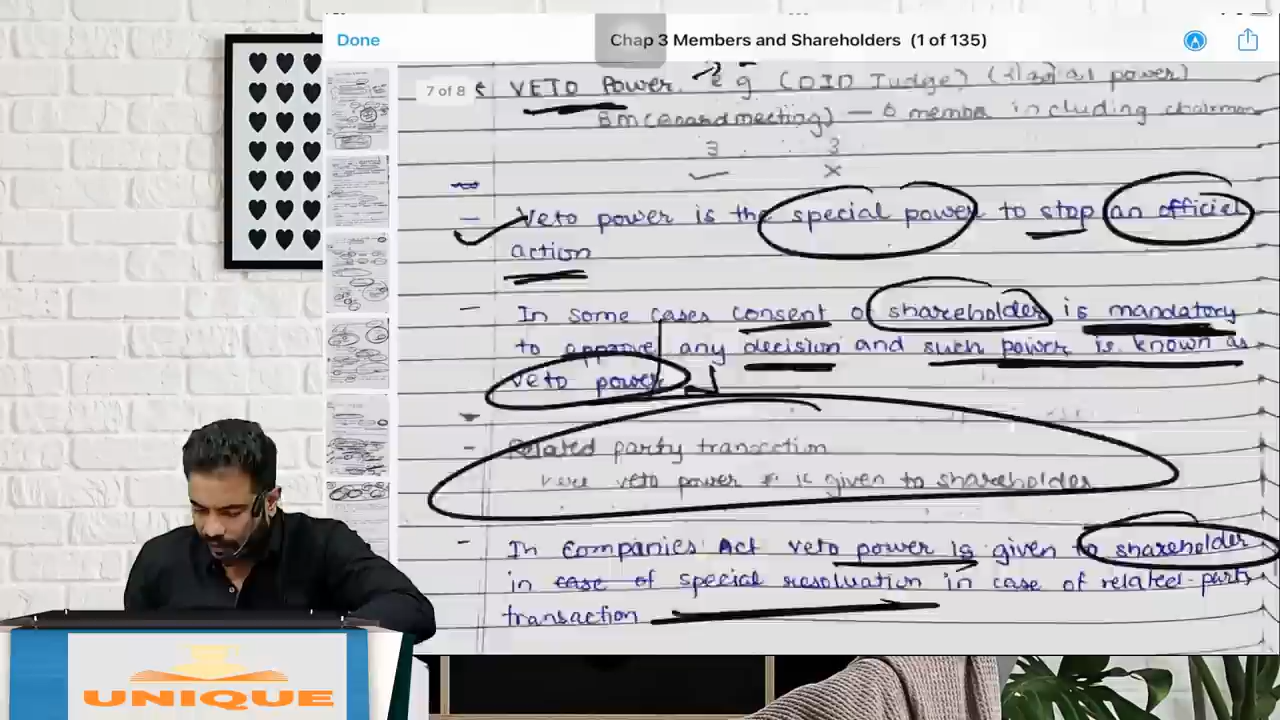 Done
Chap 3 Members and Shareholders (1 of 135)
7 of 8
VETO Power e g (DID Judge) power)
BM (Board meeting) — 6 memba including chairman
3 3
✓ ×
- Veto power is the special power to stop an official
action
- In some cases consent of shareholder is mandatory
to approve any decision and such power is known as
veto power
- Related party transaction
veto power is given to shareholder
- In Companies Act veto power is given to shareholder
in case of special in case of related party
transaction
UNIQUE